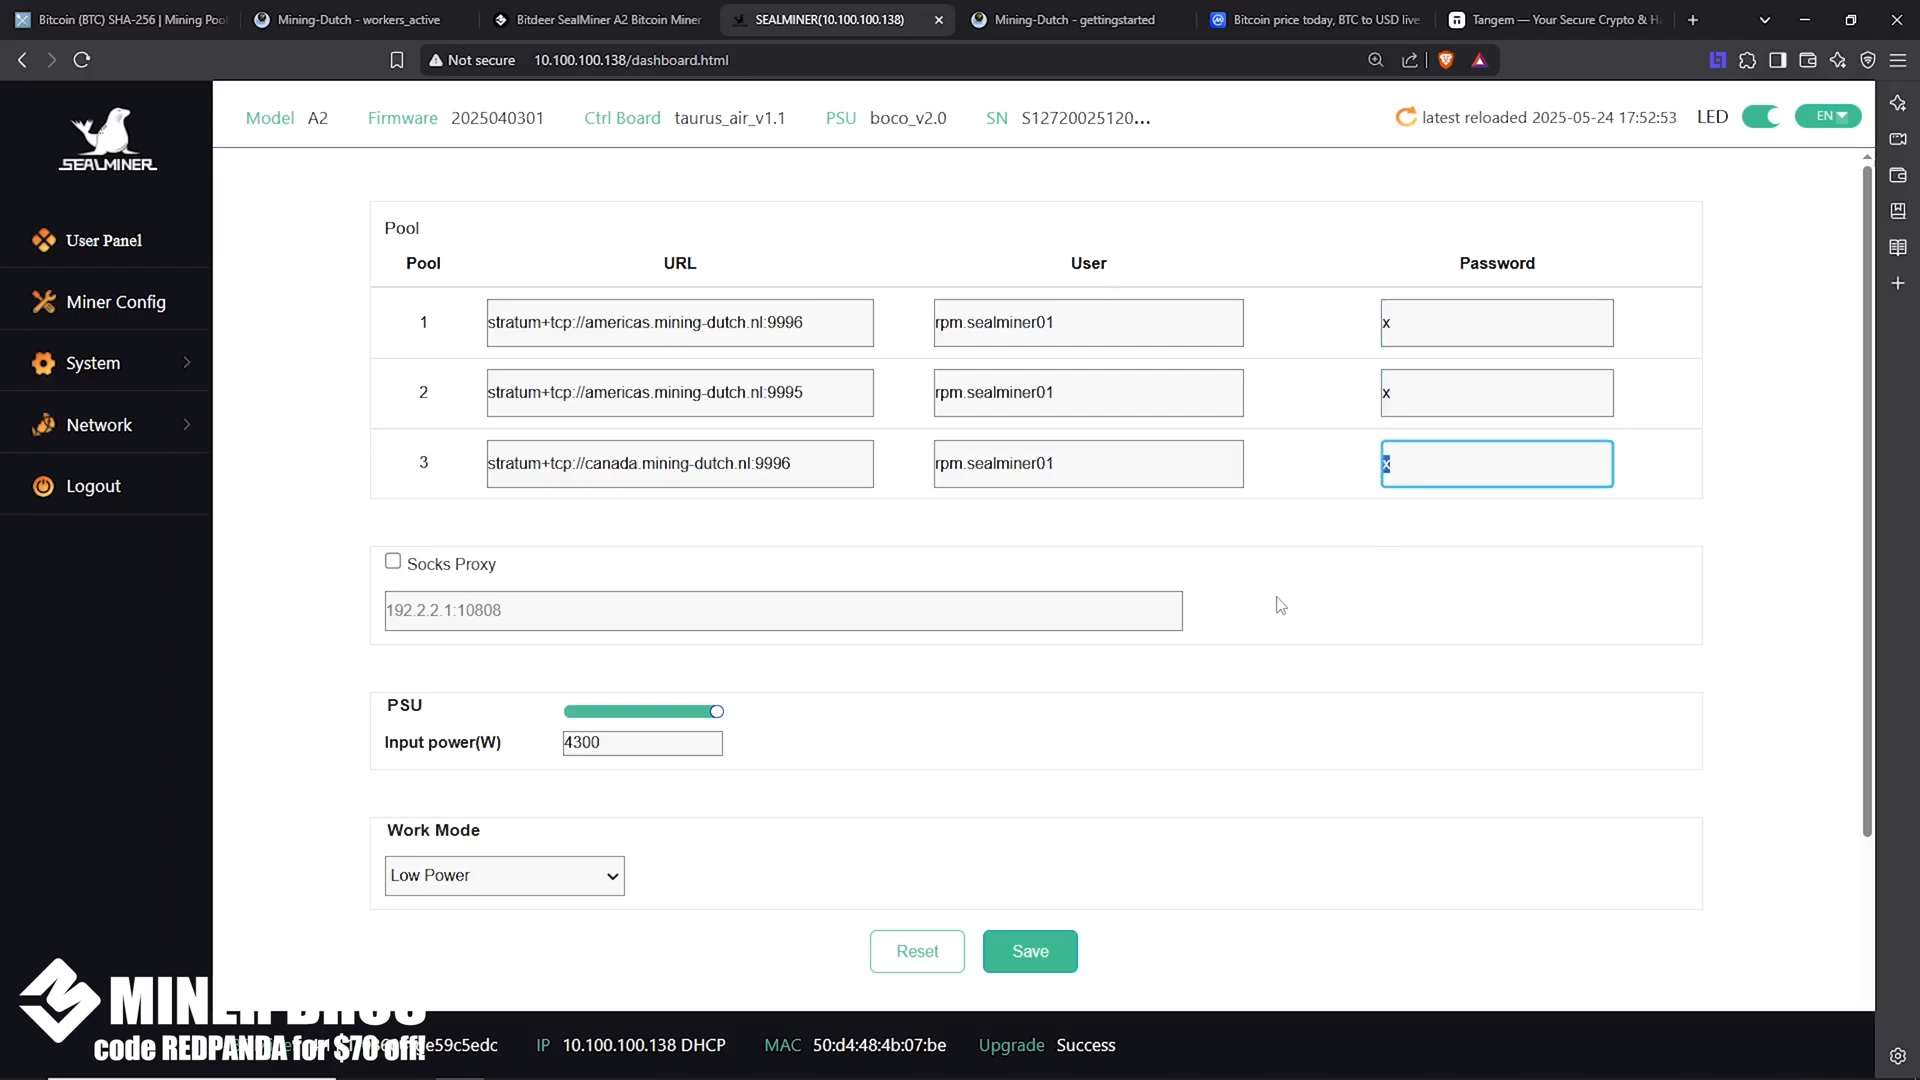 Bitcoin (BTC) SHA-256 | Mining Pool
Mining-Dutch - workers_active
Bitdeer SealMiner A2 Bitcoin Miner
SEALMINER(10.100.100.138)
Mining-Dutch - gettingstarted
Bitcoin price today, BTC to USD live
Tangem — Your Secure Crypto & Ha
Not secure 10.100.100.138/dashboard.html
SEALMINER
Model A2 Firmware 2025040301 Ctrl Board taurus_air_v1.1 PSU boco_v2.0 SN S12720025120... latest reloaded 2025-05-24 17:52:53 LED EN
User Panel
Miner Config
System
Network
Logout
Pool
Pool URL User Password
1 stratum+tcp://americas.mining-dutch.nl:9996 rpm.sealminer01 x
2 stratum+tcp://americas.mining-dutch.nl:9995 rpm.sealminer01 x
3 stratum+tcp://canada.mining-dutch.nl:9996 rpm.sealminer01 x
Socks Proxy
192.2.2.1:10808
PSU
Input power(W) 4300
Work Mode
Low Power
Reset Save
MINER BROS
code REDPANDA for $70 off!
e59c5edc IP 10.100.100.138 DHCP MAC 50:d4:48:4b:07:be Upgrade Success